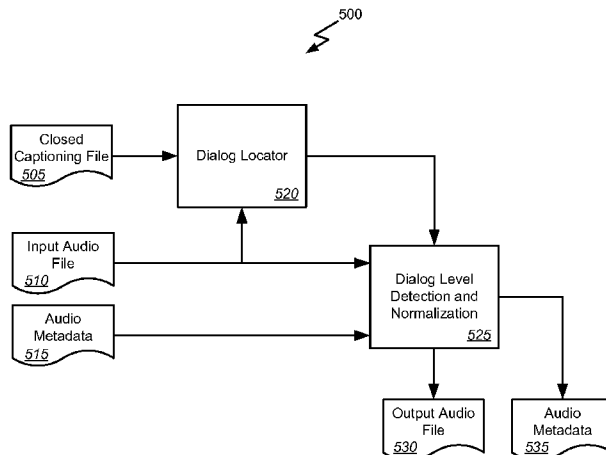 500
Closed
Captioning File
505
Dialog Locator
520
Input Audio
File
510
Dialog Level
Detection and
Normalization
525
Audio
Metadata
515
Output Audio
File
530
Audio
Metadata
535